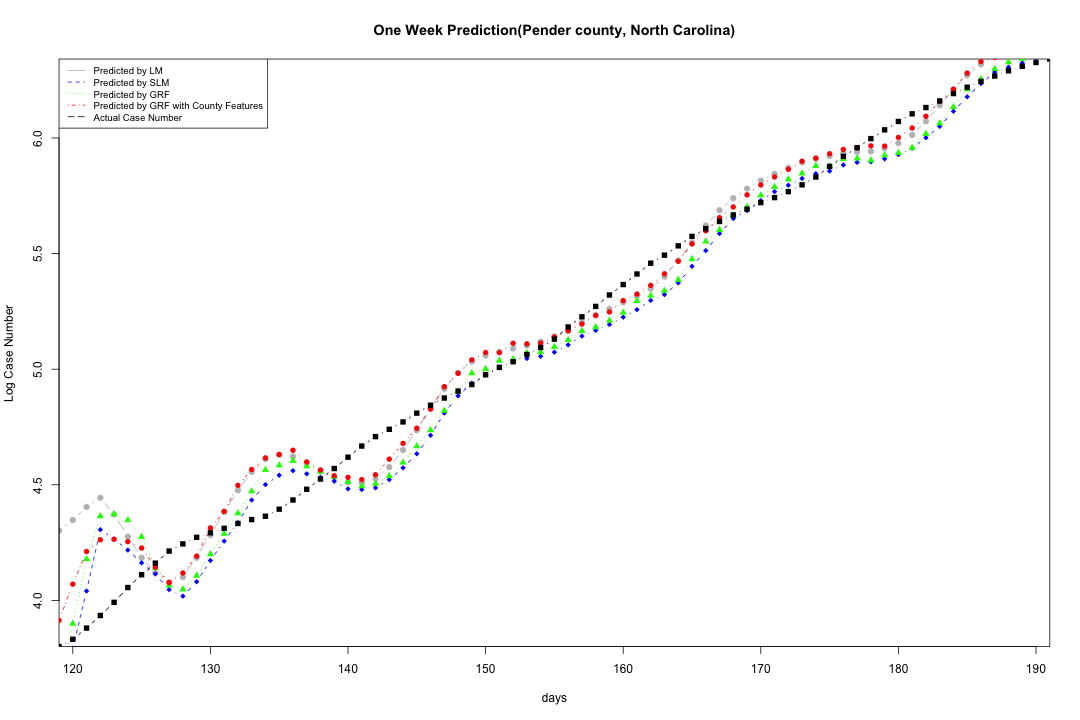 One Week Prediction(Pender county, North Carolina)
Predicted by LM
Predicted by SLM
Predicted by GRF
Predicted by GRF with County Features
Actual Case Number
6.0
5.5
5.0
4.5
4.0
Log Case Number
120 130 140 150 160 170 180 190
days